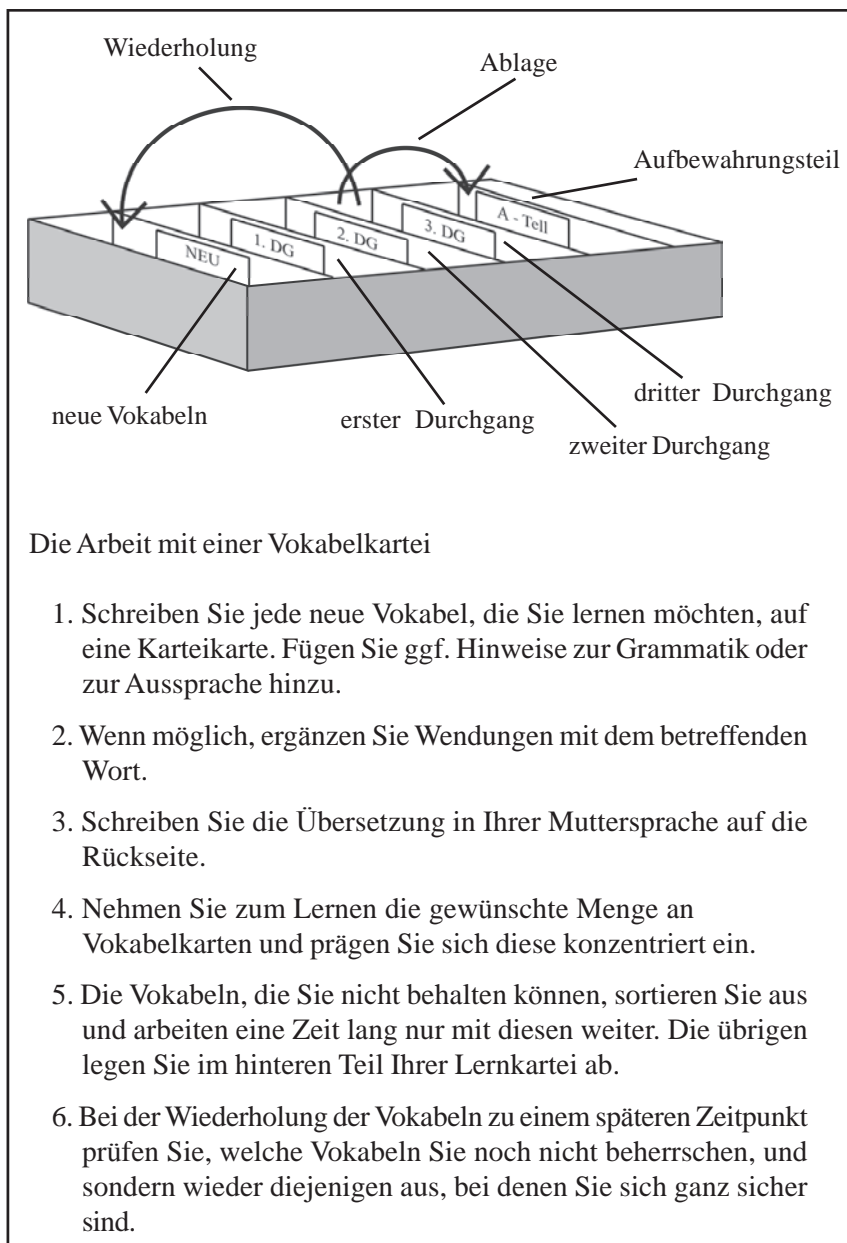 Wiederholung
Ablage
Aufbewahrungsteil
NEU
1. DG
2. DG
3. DG
A - Tell
neue Vokabeln
erster Durchgang
dritter Durchgang
zweiter Durchgang
Die Arbeit mit einer Vokabelkartei
1. Schreiben Sie jede neue Vokabel, die Sie lernen möchten, auf
eine Karteikarte. Fügen Sie ggf. Hinweise zur Grammatik oder
zur Aussprache hinzu.
2. Wenn möglich, ergänzen Sie Wendungen mit dem betreffenden
Wort.
3. Schreiben Sie die Übersetzung in Ihrer Muttersprache auf die
Rückseite.
4. Nehmen Sie zum Lernen die gewünschte Menge an
Vokabelkarten und prägen Sie sich diese konzentriert ein.
5. Die Vokabeln, die Sie nicht behalten können, sortieren Sie aus
und arbeiten eine Zeit lang nur mit diesen weiter. Die übrigen
legen Sie im hinteren Teil Ihrer Lernkartei ab.
6. Bei der Wiederholung der Vokabeln zu einem späteren Zeitpunkt
prüfen Sie, welche Vokabeln Sie noch nicht beherrschen, und
sondern wieder diejenigen aus, bei denen Sie sich ganz sicher
sind.